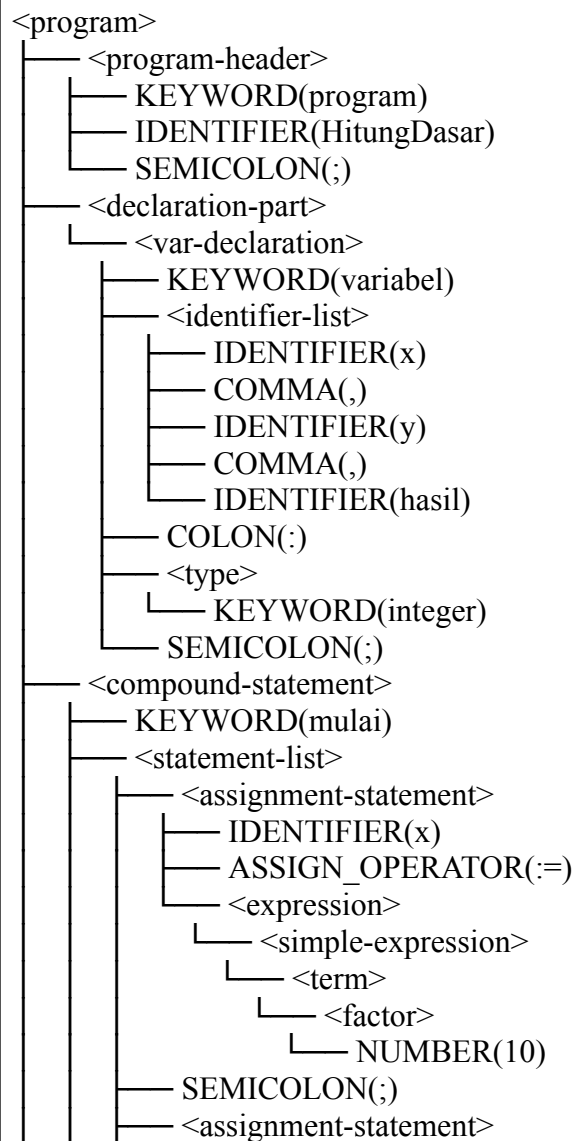 <program>
<program-header>
KEYWORD(program)
IDENTIFIER(HitungDasar)
SEMICOLON(;)
<declaration-part>
<var-declaration>
KEYWORD(variabel)
<identifier-list>
IDENTIFIER(x)
COMMA(,)
IDENTIFIER(y)
COMMA(,)
IDENTIFIER(hasil)
COLON(:)
<type>
KEYWORD(integer)
SEMICOLON(;)
<compound-statement>
KEYWORD(mulai)
<statement-list>
<assignment-statement>
IDENTIFIER(x)
ASSIGN_OPERATOR(:=)
<expression>
<simple-expression>
<term>
<factor>
NUMBER(10)
SEMICOLON(;)
<assignment-statement>